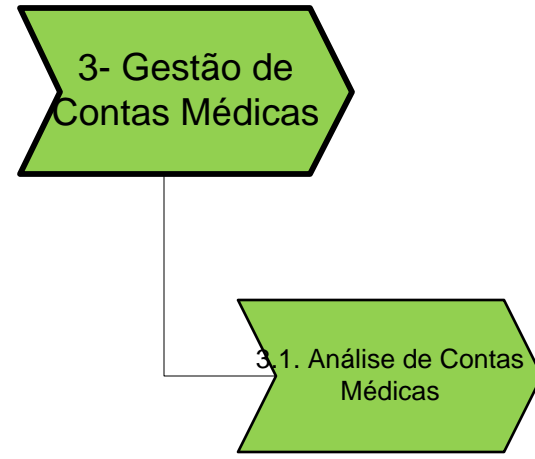 3- Gestão de
Contas Médicas
3.1. Análise de Contas
Médicas